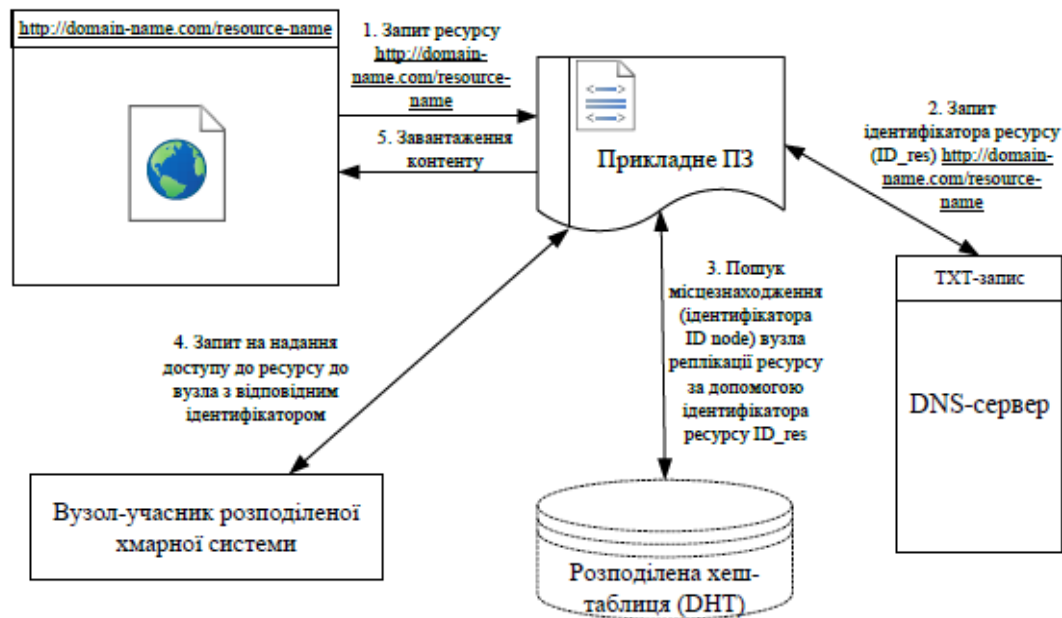 http://domain-name.com/resource-name
1. Запит ресурсу
http://domain-
name.com/resource-
name
5. Завантаження
контенту
Прикладне ПЗ
2. Запит
ідентифікатора ресурсу
(ID_res) http://domain-
name.com/resource-
name
3. Пошук
місцезнаходження
(ідентифікатора
ID node) вузла
реплікації ресурсу
за допомогою
ідентифікатора
ресурсу ID_res
4. Запит на надання
доступу до ресурсу до
вузла з відповідним
ідентифікатором
TXT-запис
DNS-сервер
Вузол-учасник розподіленої
хмарної системи
Розподілена хеш-
таблиця (DHT)